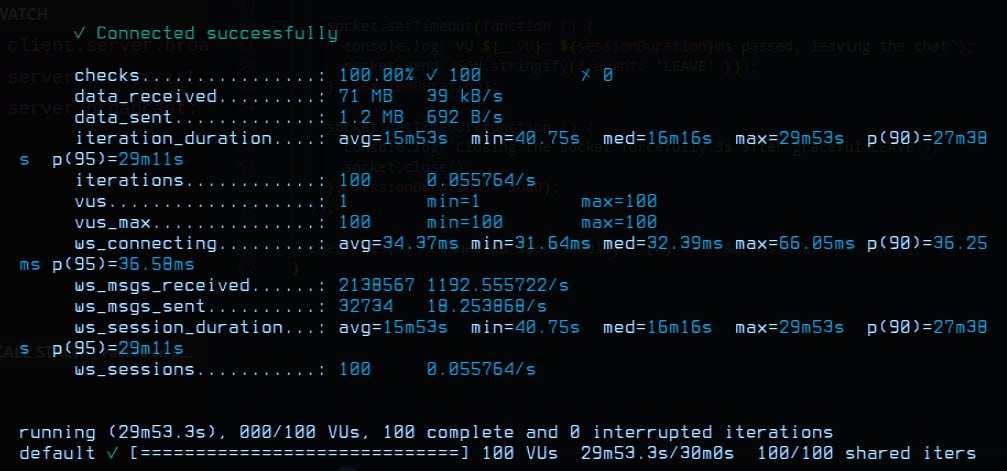 ✓ Connected successfully
checks.................: 100.00% ✓ 100 ✗ 0
data_received..........: 71 MB 39 kB/s
data_sent..............: 1.2 MB 692 B/s
iteration_duration.....: avg=15m53s min=40.75s med=16m16s max=29m53s p(90)=27m38
s p(95)=29m11s
iterations.............: 100 0.055764/s
vus....................: 1 min=1 max=100
vus_max................: 100 min=100 max=100
ws_connecting..........: avg=34.37ms min=31.64ms med=32.39ms max=66.05ms p(90)=36.25
ms p(95)=36.58ms
ws_msgs_received.......: 2138567 1192.555722/s
ws_msgs_sent...........: 32734 18.253868/s
ws_session_duration....: avg=15m53s min=40.75s med=16m16s max=29m53s p(90)=27m38
s p(95)=29m11s
ws_sessions............: 100 0.055764/s
running (29m53.3s), 000/100 VUs, 100 complete and 0 interrupted iterations
default ✓ [==============================] 100 VUs 29m53.3s/30m0s 100/100 shared iters